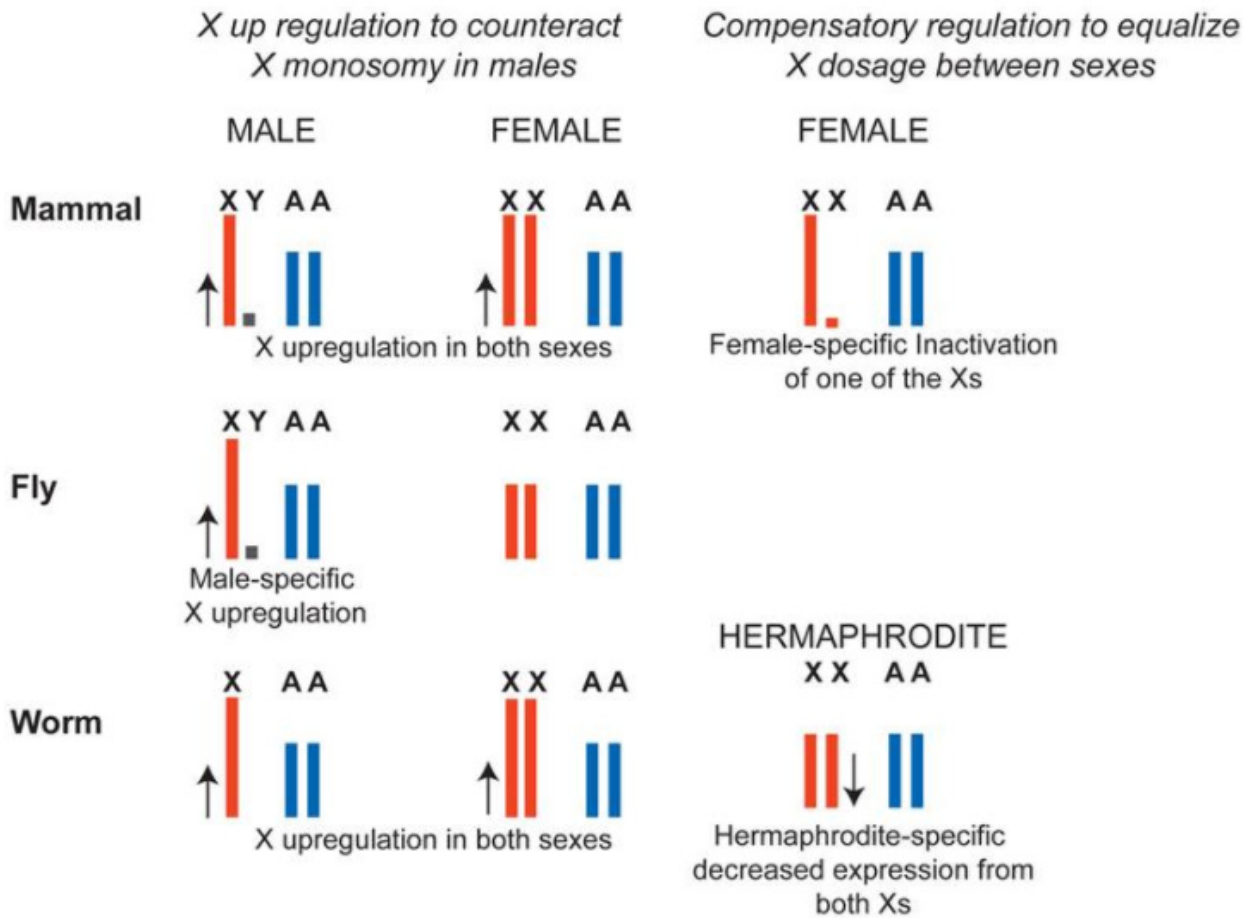 X up regulation to counteract
X monosomy in males
Compensatory regulation to equalize
X dosage between sexes
MALE
FEMALE
FEMALE
Mammal
X Y A A
X X A A
X X A A
X upregulation in both sexes
Female-specific Inactivation
of one of the Xs
Fly
X Y A A
X X A A
Male-specific
X upregulation
HERMAPHRODITE
Worm
X A A
X X A A
X X A A
X upregulation in both sexes
Hermaphrodite-specific
decreased expression from
both Xs